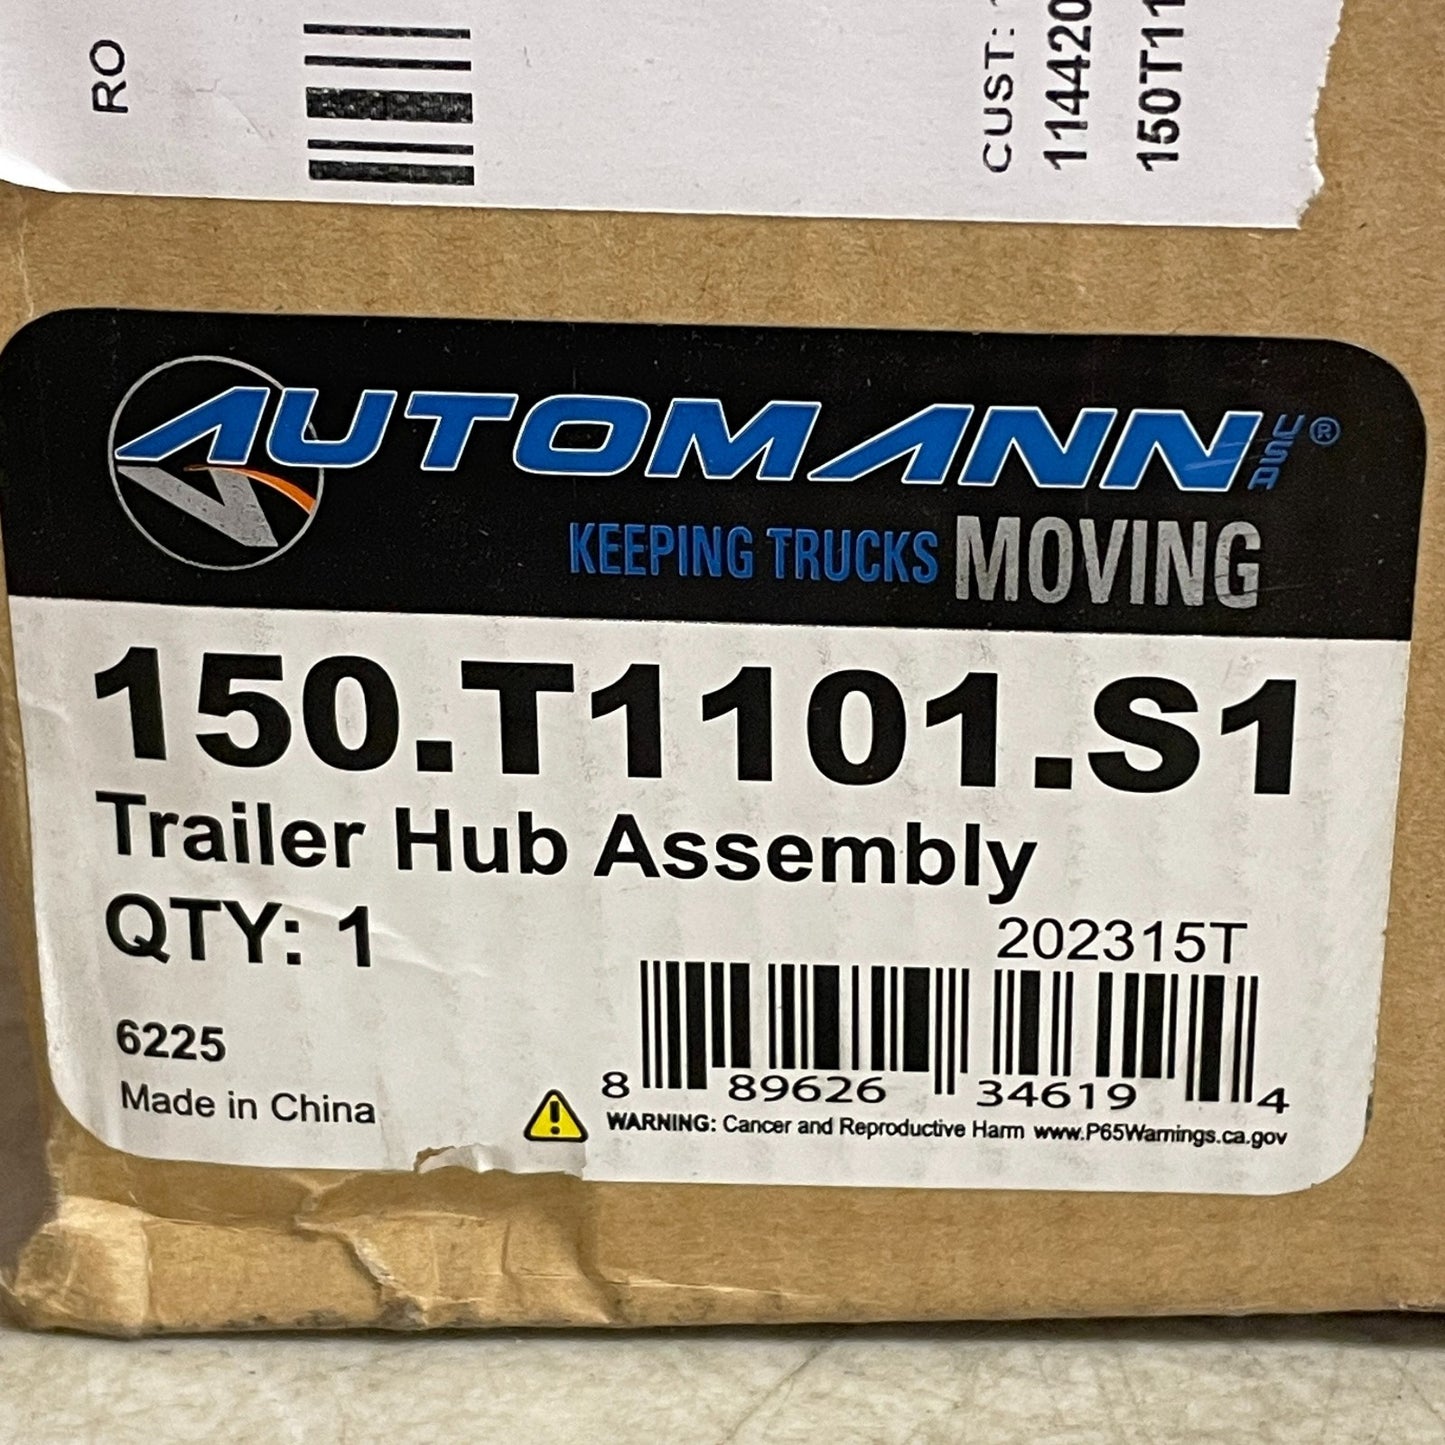 RO
CUST:
114420
150T11
AUTOMANN USA®
KEEPING TRUCKS MOVING
150.T1101.S1
Trailer Hub Assembly
QTY: 1
202315T
6225
Made in China
8 89626 34619 4
WARNING: Cancer and Reproductive Harm www.P65Warnings.ca.gov